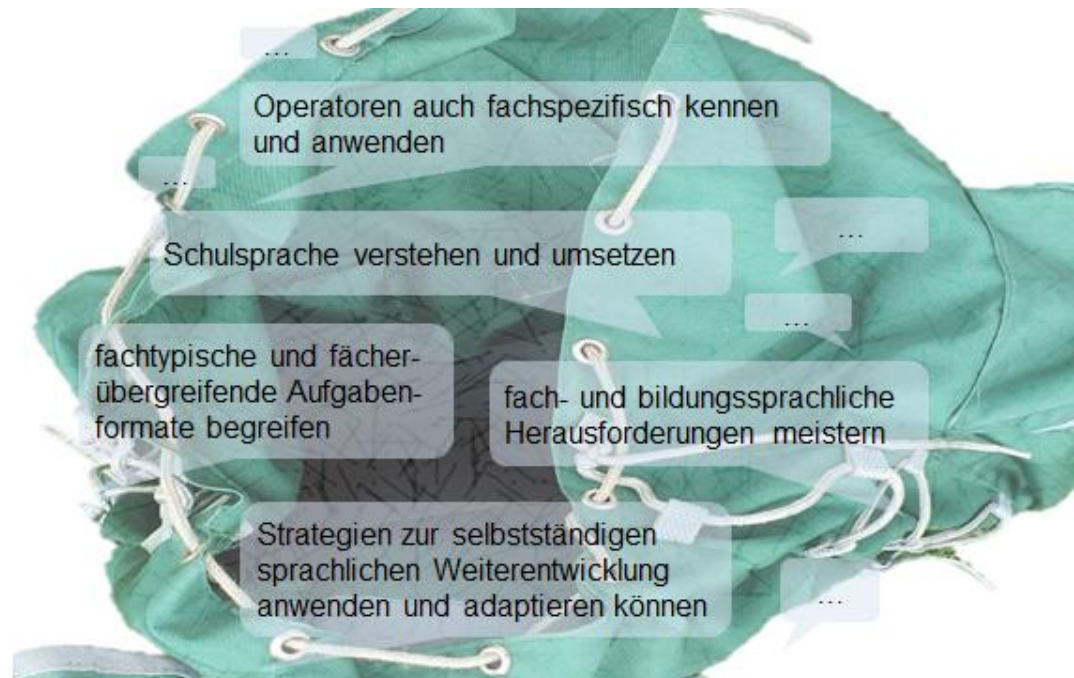 ...
Operatoren auch fachspezifisch kennen
und anwenden
...
Schulsprache verstehen und umsetzen
...
...
fachtypische und fächer-
übergreifende Aufgaben-
formate begreifen
fach- und bildungssprachliche
Herausforderungen meistern
Strategien zur selbstständigen
sprachlichen Weiterentwicklung
anwenden und adaptieren können
...